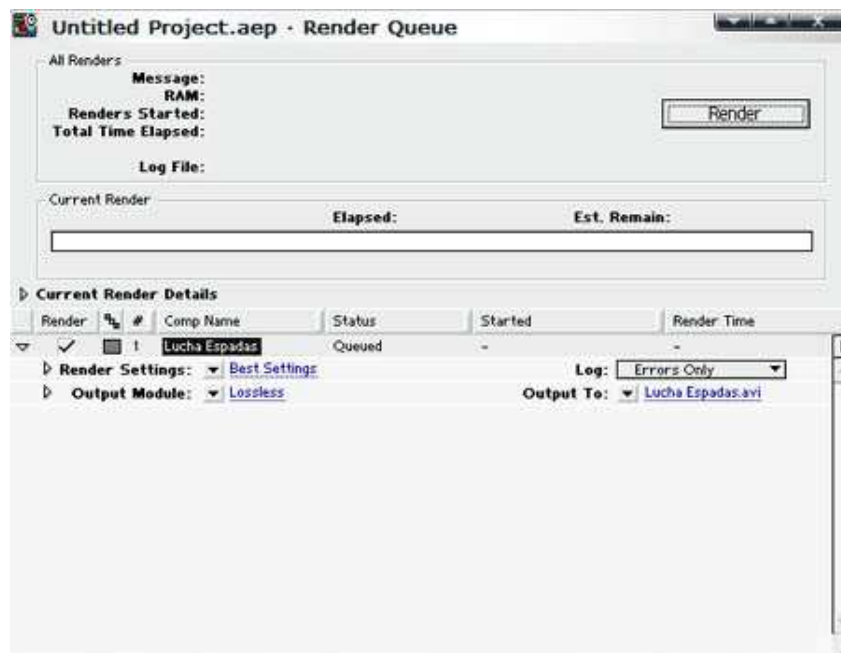 Untitled Project.aep · Render Queue
All Renders
Message:
RAM:
Renders Started:
Total Time Elapsed:
Log File:
Render
Current Render
Elapsed: Est. Remain:
Current Render Details
Render # Comp Name Status Started Render Time
1 Lucha Espadas Queued - -
Render Settings: Best Settings Log: Errors Only
Output Module: Lossless Output To: Lucha Espadas.avi